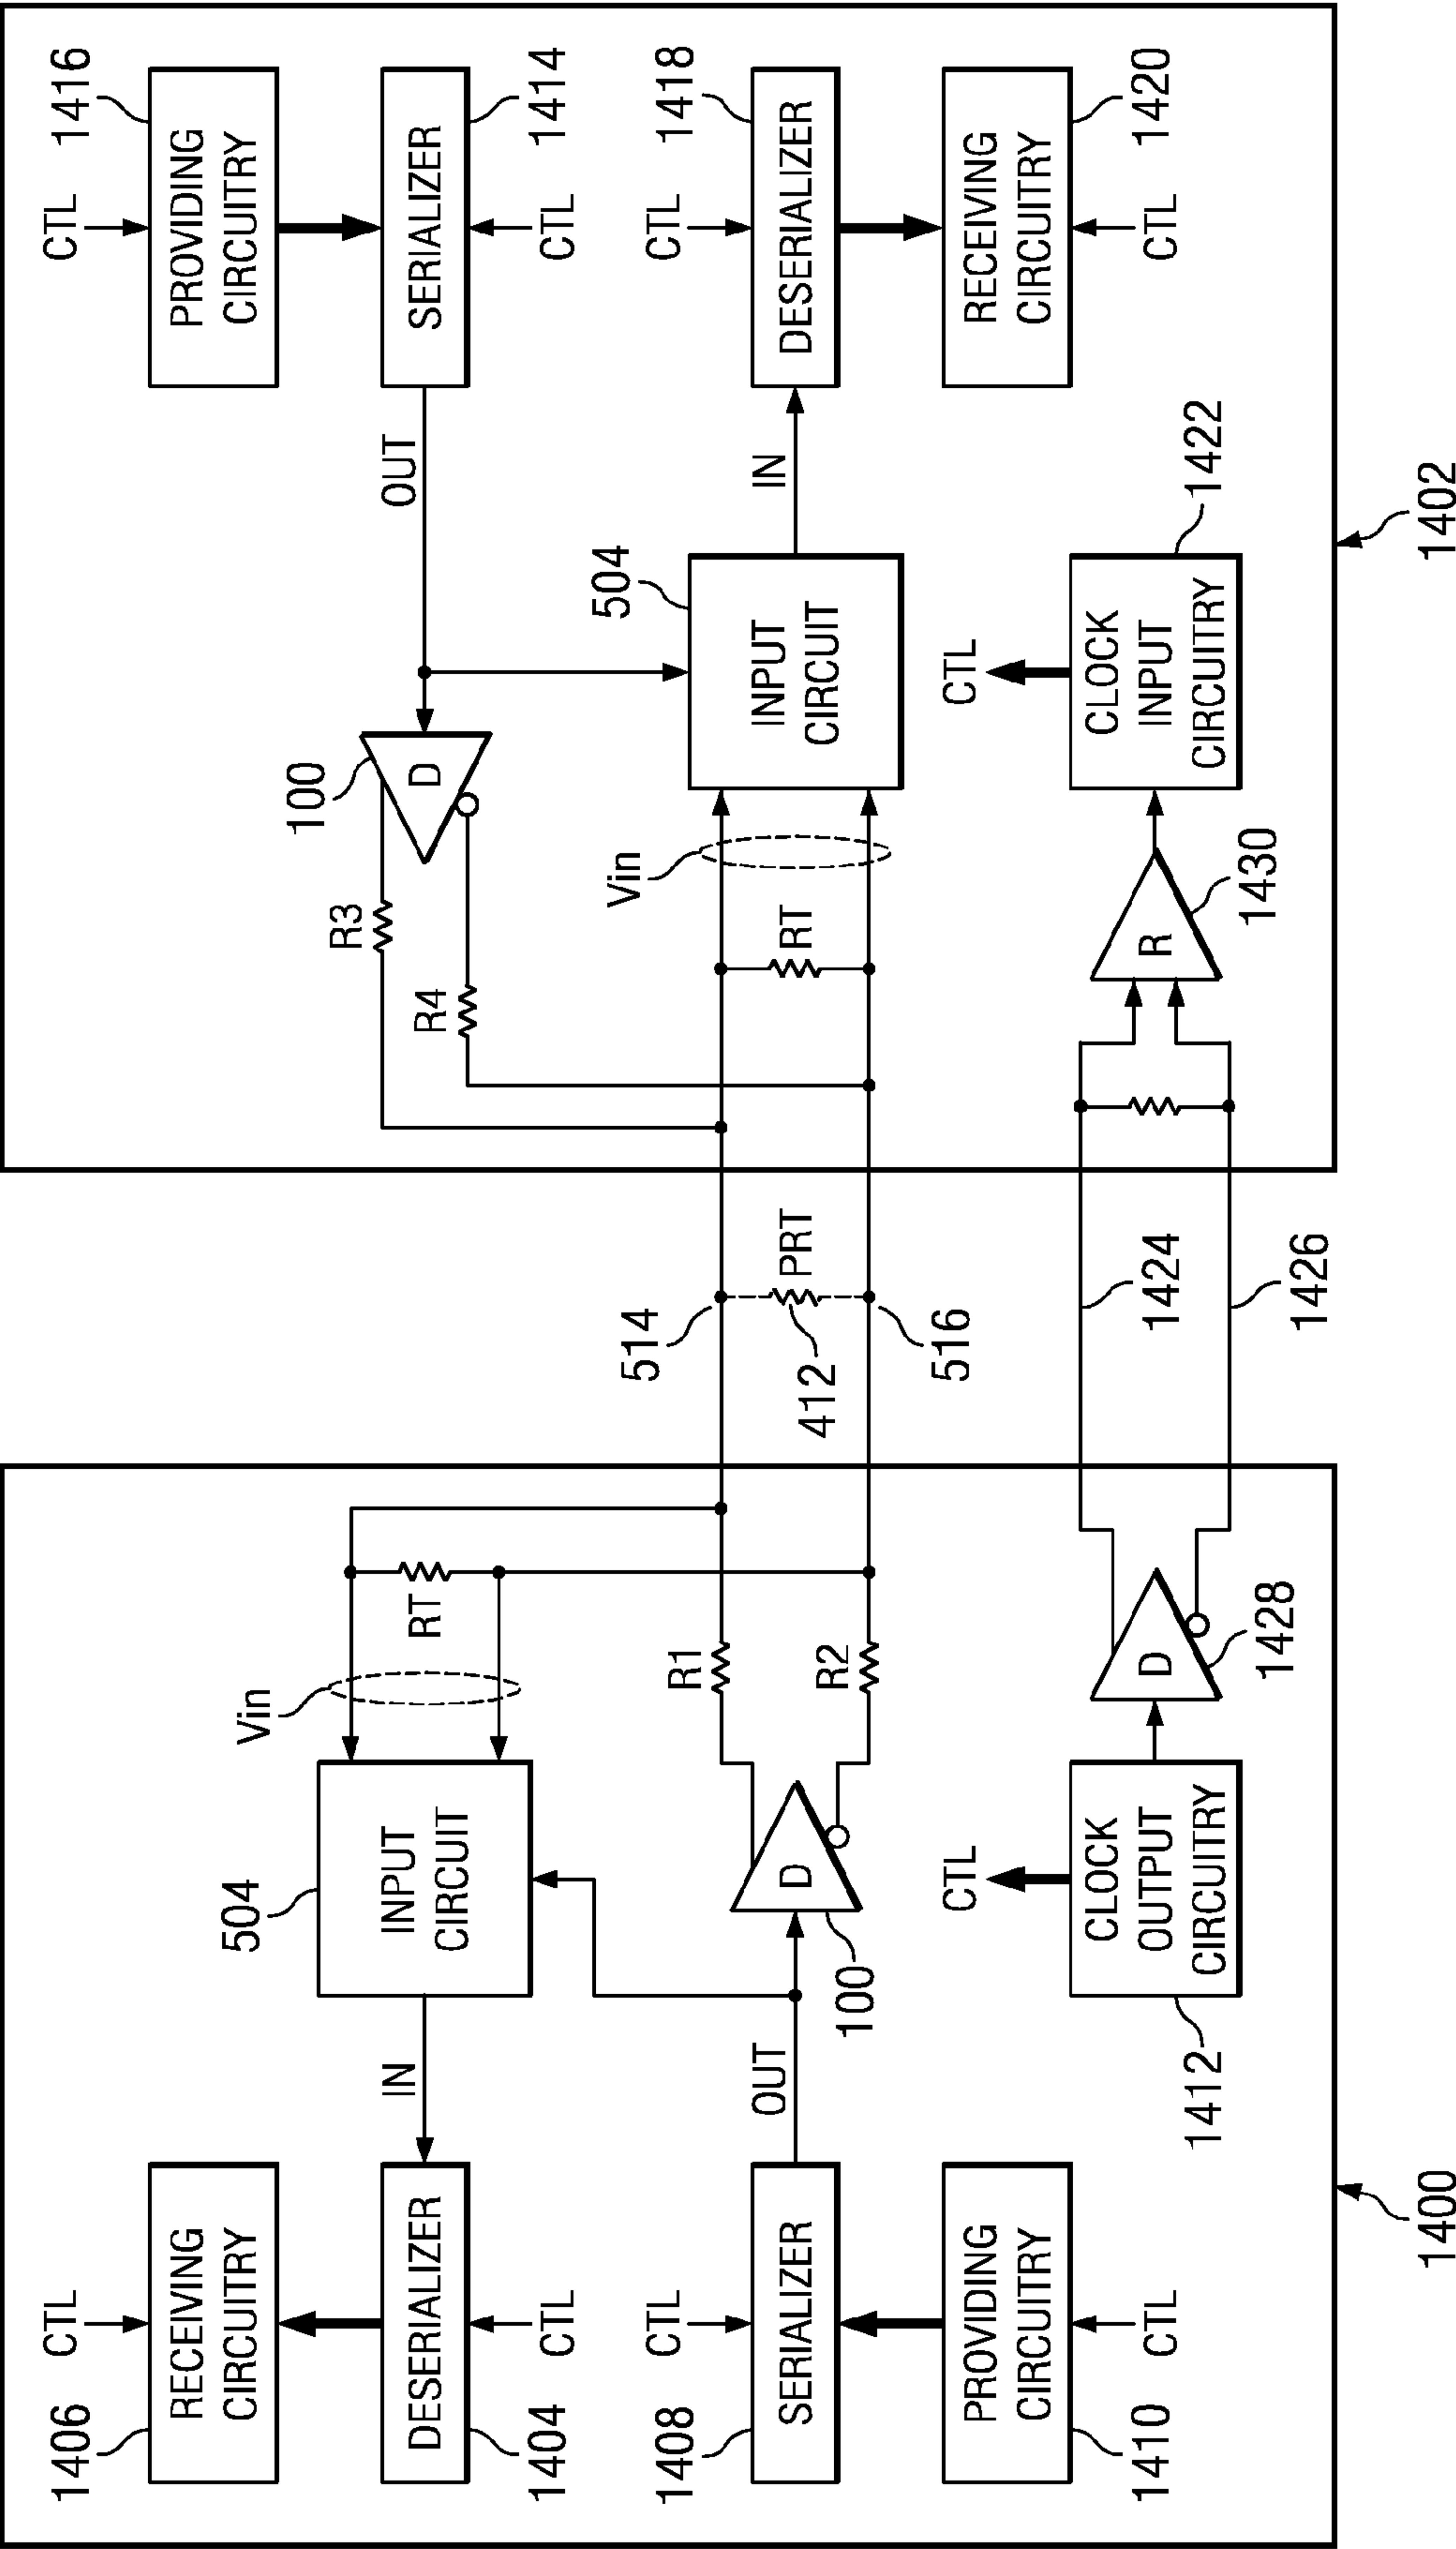 1406
CTL
RECEIVING
CIRCUITRY
DESERIALIZER
CTL
1404
IN
504
INPUT
CIRCUIT
Vin
RT
1408
CTL
SERIALIZER
OUT
100
D
R1
R2
PROVIDING
CIRCUITRY
CTL
1410
CTL
CLOCK
OUTPUT
CIRCUITRY
1412
D
1428
1400
514
PRT
412
516
1424
1426
CTL
1416
PROVIDING
CIRCUITRY
SERIALIZER
CTL
1414
OUT
100
D
R3
R4
504
INPUT
CIRCUIT
Vin
RT
IN
CTL
1418
DESERIALIZER
RECEIVING
CIRCUITRY
CTL
1420
CTL
CLOCK
INPUT
CIRCUITRY
1422
R
1430
1402